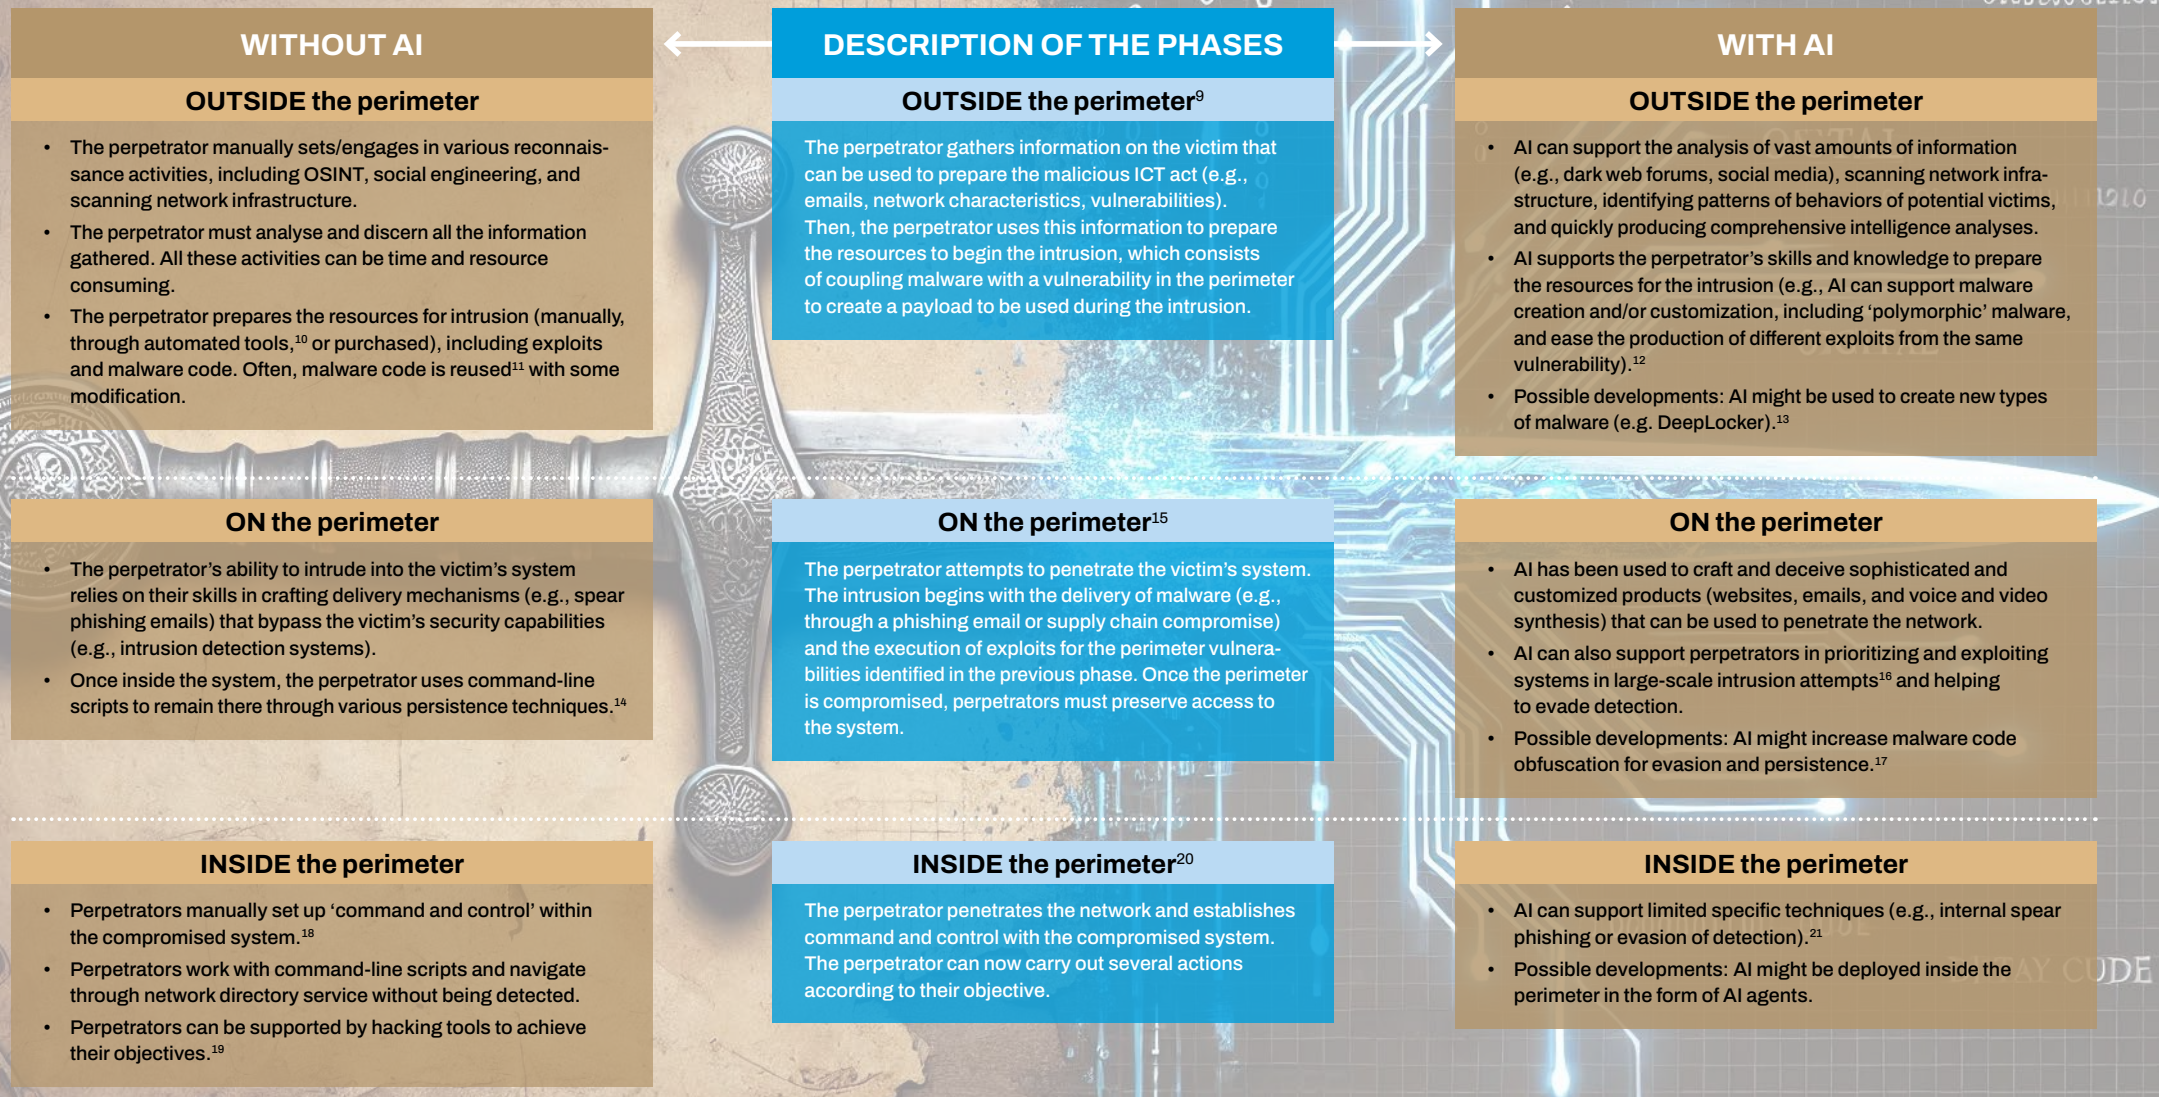 WITHOUT AI
OUTSIDE the perimeter
• The perpetrator manually sets/engages in various reconnais-
sance activities, including OSINT, social engineering, and
scanning network infrastructure.
• The perpetrator must analyse and discern all the information
gathered. All these activities can be time and resource
consuming.
• The perpetrator prepares the resources for intrusion (manually,
through automated tools,10 or purchased), including exploits
and malware code. Often, malware code is reused11 with some
modification.
ON the perimeter
• The perpetrator’s ability to intrude into the victim’s system
relies on their skills in crafting delivery mechanisms (e.g., spear
phishing emails) that bypass the victim’s security capabilities
(e.g., intrusion detection systems).
• Once inside the system, the perpetrator uses command-line
scripts to remain there through various persistence techniques.14
INSIDE the perimeter
• Perpetrators manually set up ‘command and control’ within
the compromised system.18
• Perpetrators work with command-line scripts and navigate
through network directory service without being detected.
• Perpetrators can be supported by hacking tools to achieve
their objectives.19
DESCRIPTION OF THE PHASES
OUTSIDE the perimeter9
The perpetrator gathers information on the victim that
can be used to prepare the malicious ICT act (e.g.,
emails, network characteristics, vulnerabilities).
Then, the perpetrator uses this information to prepare
the resources to begin the intrusion, which consists
of coupling malware with a vulnerability in the perimeter
to create a payload to be used during the intrusion.
ON the perimeter15
The perpetrator attempts to penetrate the victim’s system.
The intrusion begins with the delivery of malware (e.g.,
through a phishing email or supply chain compromise)
and the execution of exploits for the perimeter vulnera-
bilities identified in the previous phase. Once the perimeter
is compromised, perpetrators must preserve access to
the system.
INSIDE the perimeter20
The perpetrator penetrates the network and establishes
command and control with the compromised system.
The perpetrator can now carry out several actions
according to their objective.
WITH AI
OUTSIDE the perimeter
• AI can support the analysis of vast amounts of information
(e.g., dark web forums, social media), scanning network infra-
structure, identifying patterns of behaviors of potential victims,
and quickly producing comprehensive intelligence analyses.
• AI supports the perpetrator’s skills and knowledge to prepare
the resources for the intrusion (e.g., AI can support malware
creation and/or customization, including ‘polymorphic’ malware,
and ease the production of different exploits from the same
vulnerability).12
• Possible developments: AI might be used to create new types
of malware (e.g. DeepLocker).13
ON the perimeter
• AI has been used to craft and deceive sophisticated and
customized products (websites, emails, and voice and video
synthesis) that can be used to penetrate the network.
• AI can also support perpetrators in prioritizing and exploiting
systems in large-scale intrusion attempts16 and helping
to evade detection.
• Possible developments: AI might increase malware code
obfuscation for evasion and persistence.17
INSIDE the perimeter
• AI can support limited specific techniques (e.g., internal spear
phishing or evasion of detection).21
• Possible developments: AI might be deployed inside the
perimeter in the form of AI agents.